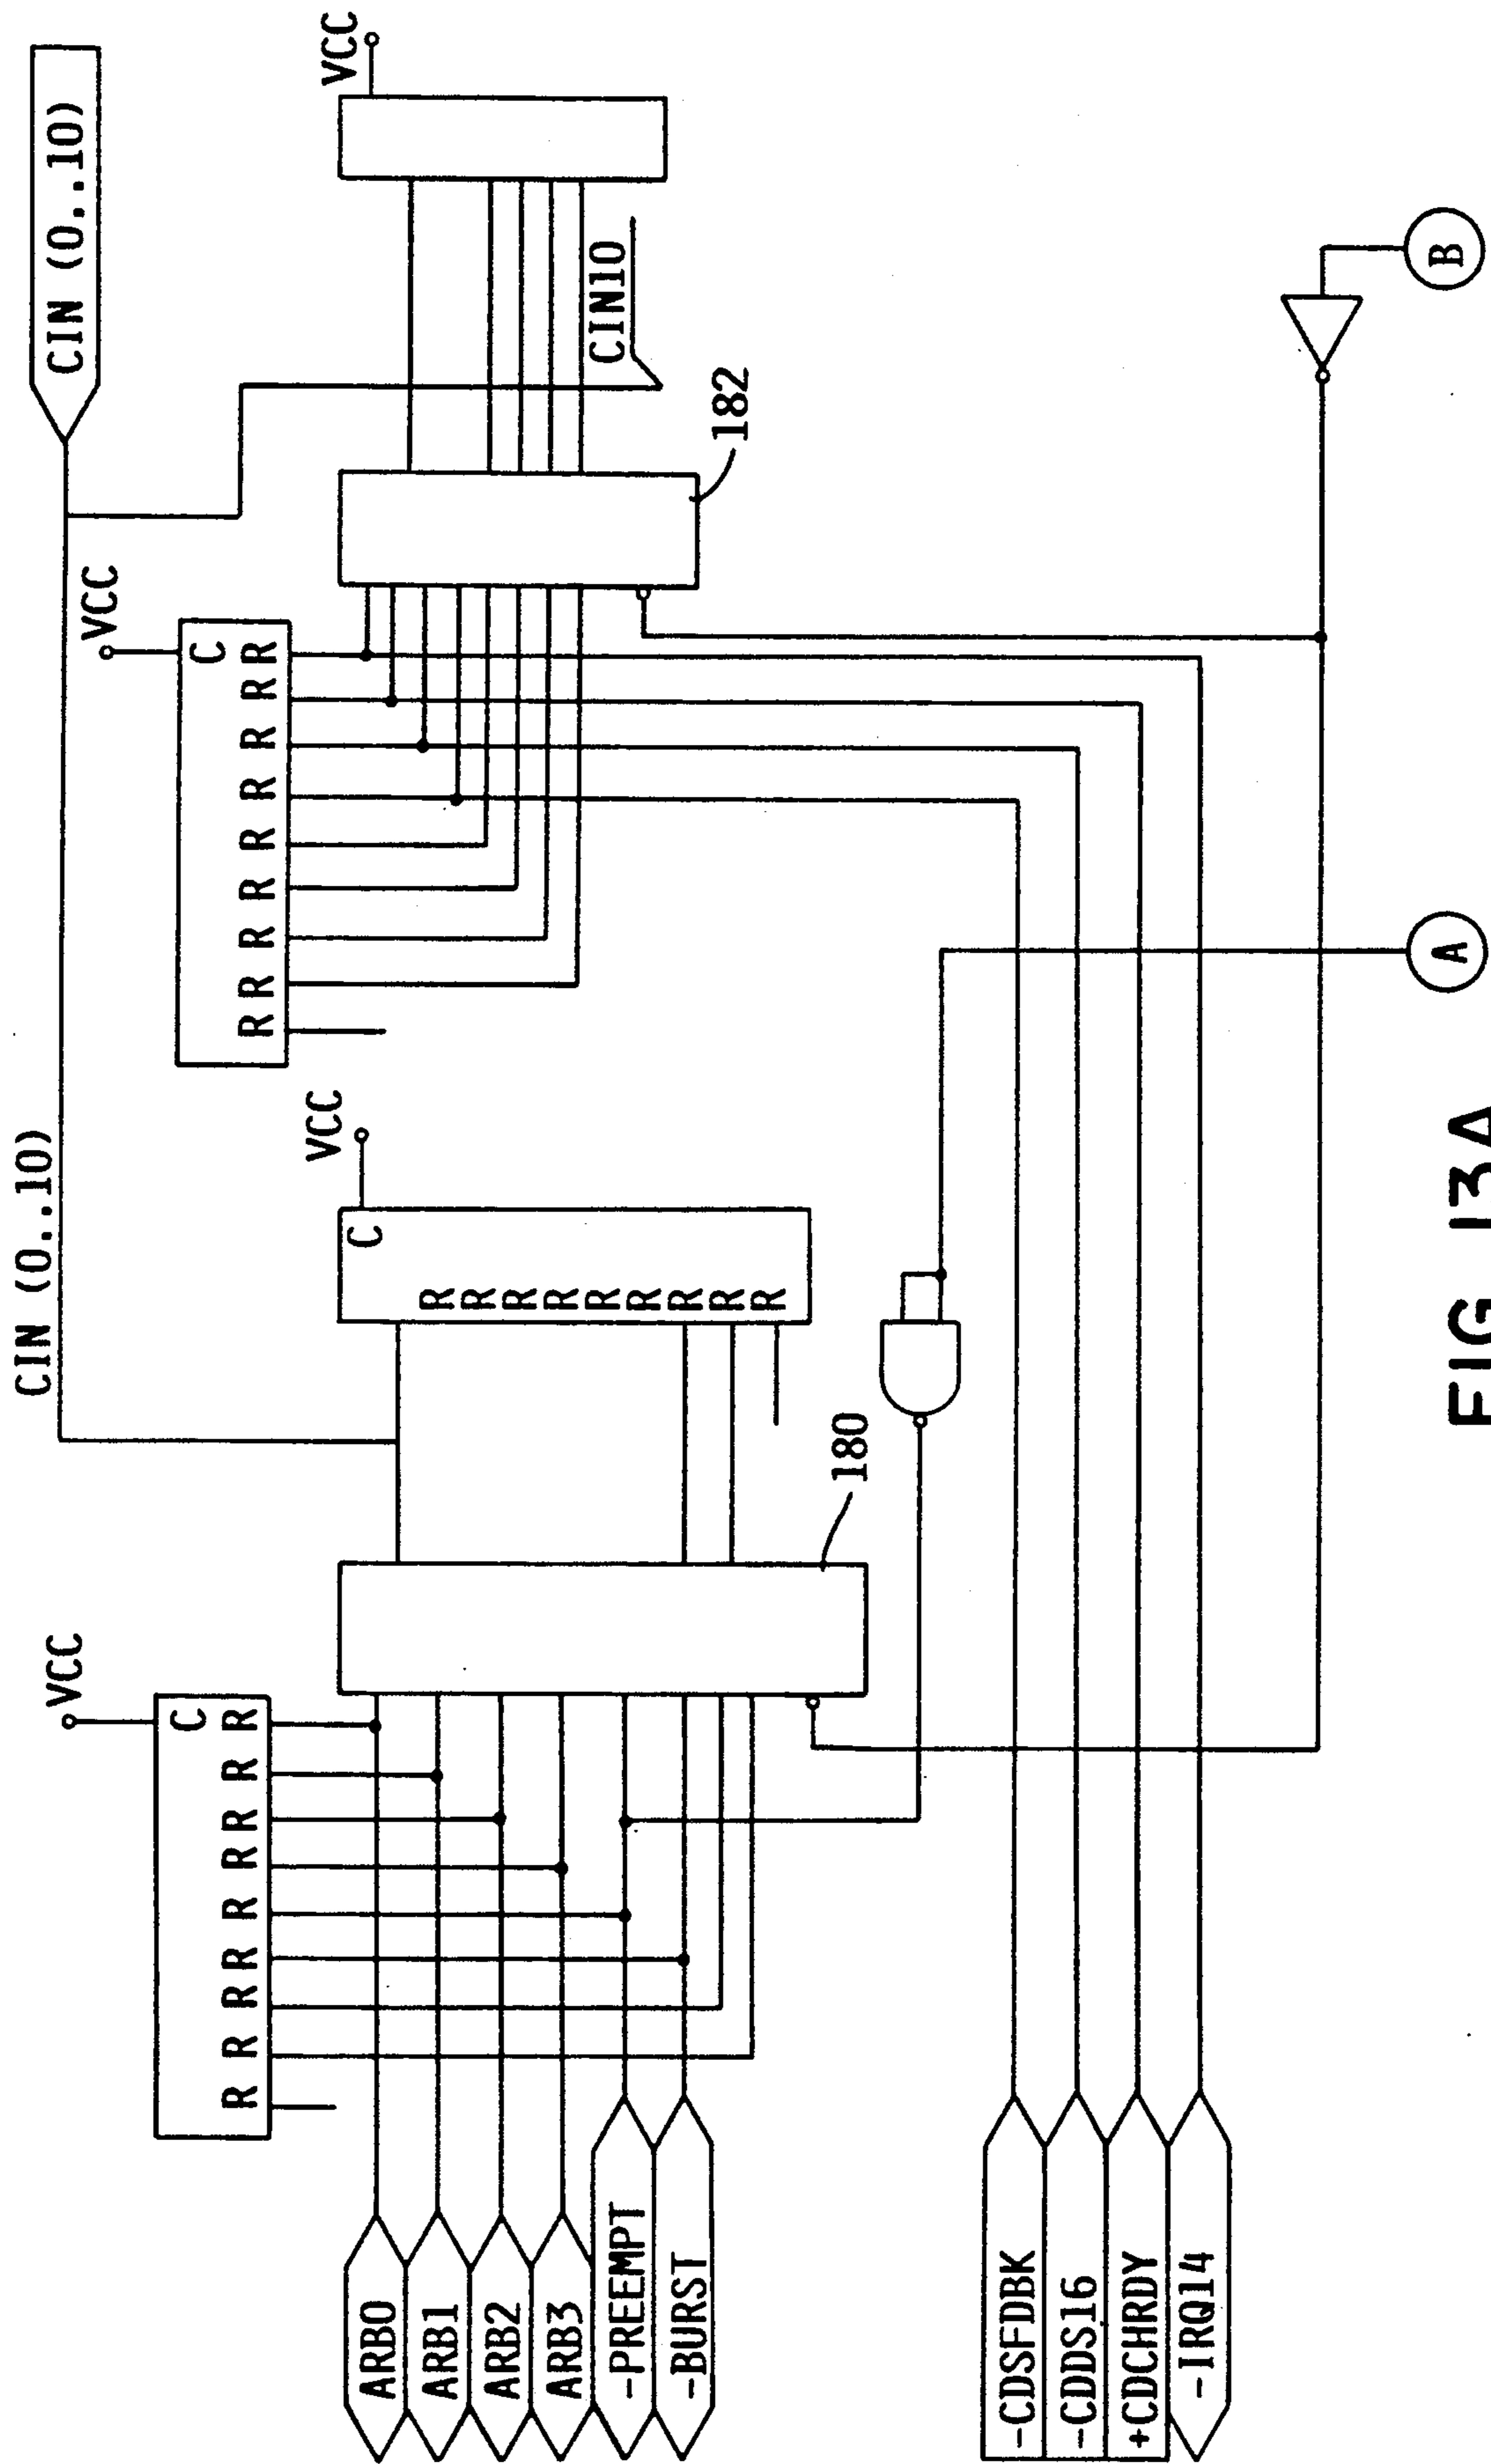 CIN (0..10)
CIN (0..10)
VCC
C
R R R R R R R R R
VCC
C
R
R
R
R
R
R
R
R
R
VCC
C
R R R R R R R R R
VCC
CIN10
182
180
ARB0
ARB1
ARB2
ARB3
-PREEMPT
-BURST
-CDSFDBK
-CDDS16
+CDCHRDY
-IRQ14
A
B
FIG. 13A